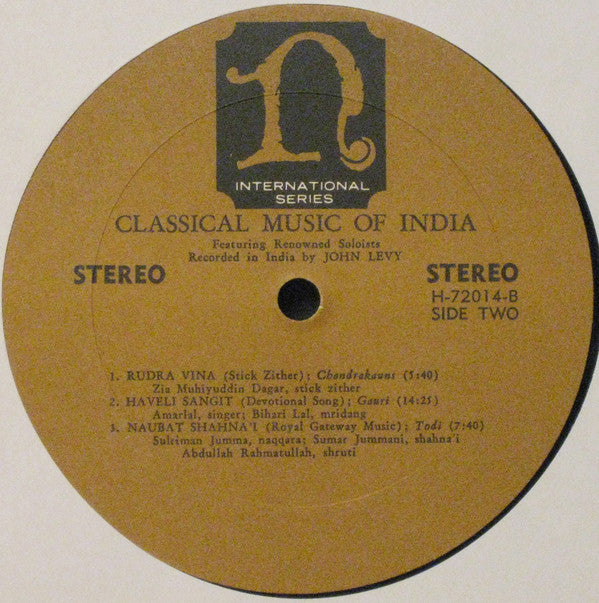 n
INTERNATIONAL
SERIES
CLASSICAL MUSIC OF INDIA
Featuring Renowned Soloists
Recorded in India by JOHN LEVY
STEREO
STEREO
H-72014-B
SIDE TWO
1. RUDRA VINA (Stick Zither); Chandrakauns (5:40)
Zia Muhiyuddin Dagar, stick zither
2. HAVELI SANGIT (Devotional Song); Gauri (14:25)
Amarlal, singer; Bihari Lal, mridang
3. NAUBAT SHAHNA'I (Royal Gateway Music); Todi (7:40)
Suleiman Jumma, naqqara; Sumar Jummani, shahna'i
Abdullah Rahmatullah, shruti